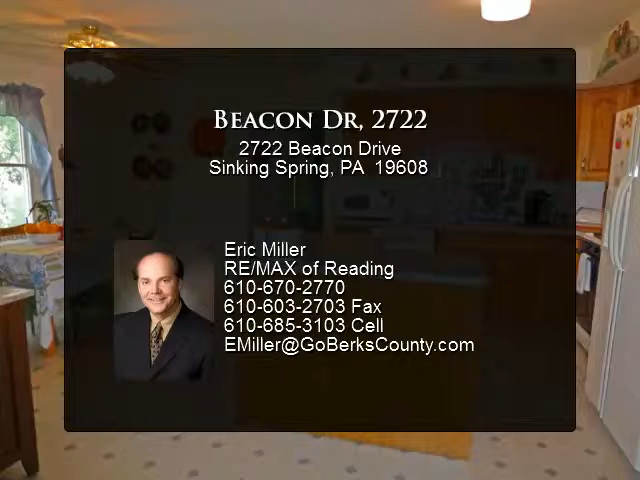 Beacon Dr, 2722
2722 Beacon Drive
Sinking Spring, PA 19608
Eric Miller
RE/MAX of Reading
610-670-2770
610-603-2703 Fax
610-685-3103 Cell
EMiller@GoBerksCounty.com